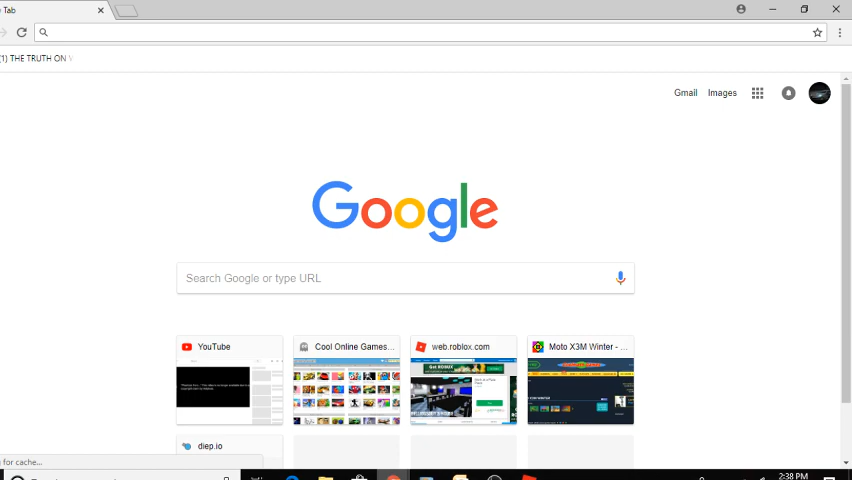 Tab
(1) THE TRUTH ON
Gmail Images
Google
Search Google or type URL
YouTube
Cool Online Games...
web.roblox.com
Moto X3M Winter - ...
diep.io
for cache...
2:38 PM